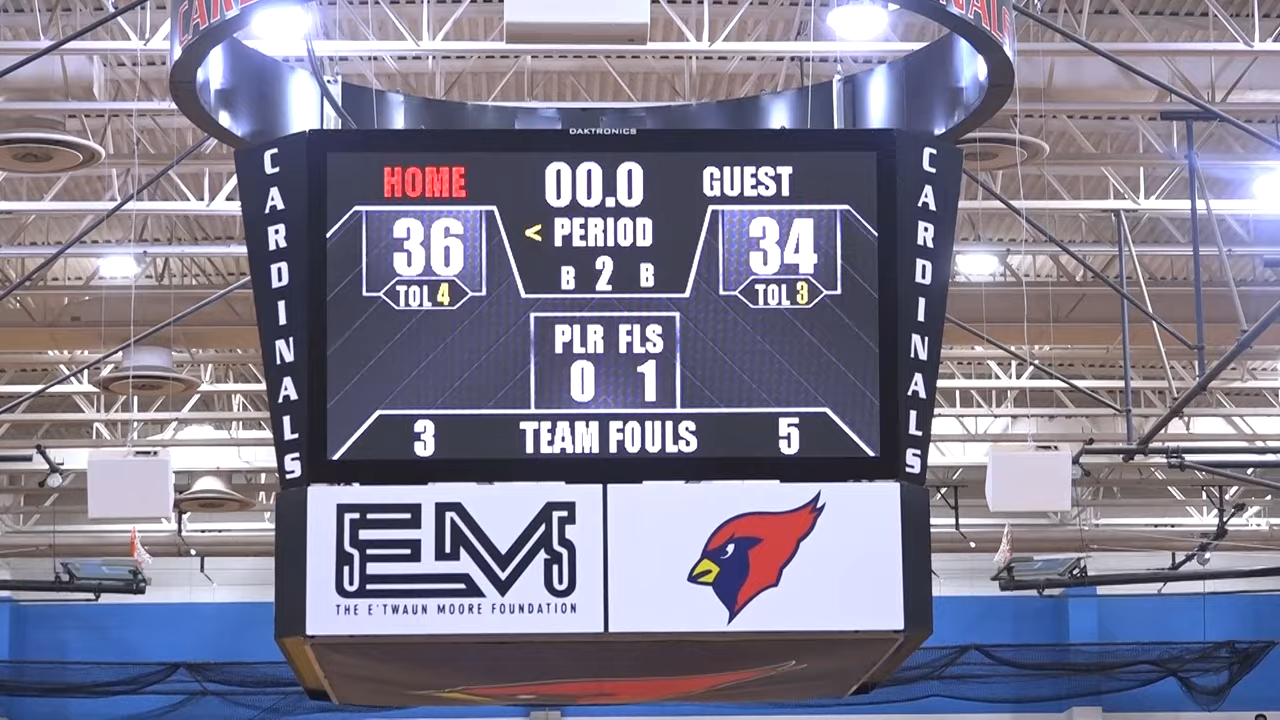 CARDINALS
DAKTRONICS
CARDINALS
CARDINALS
HOME 00.0 GUEST
36 < PERIOD 34
B 2 B
TOL 4 TOL 3
PLR FLS
0 1
3 TEAM FOULS 5
EM
THE E'TWAUN MOORE FOUNDATION